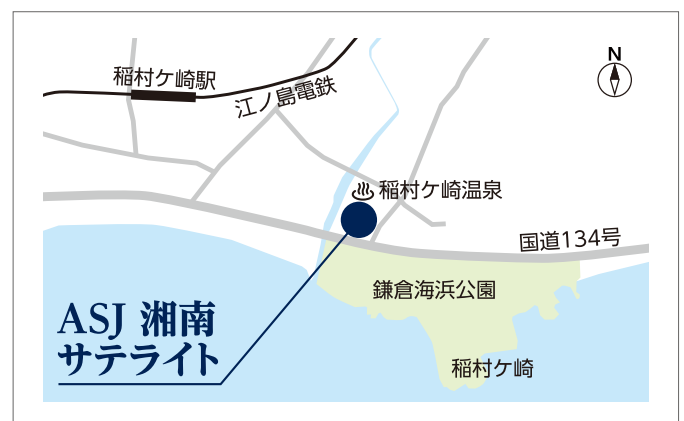 N
稲村ケ崎駅
江ノ島電鉄
稲村ケ崎温泉
国道134号
鎌倉海浜公園
ASJ 湘南
サテライト
稲村ケ崎